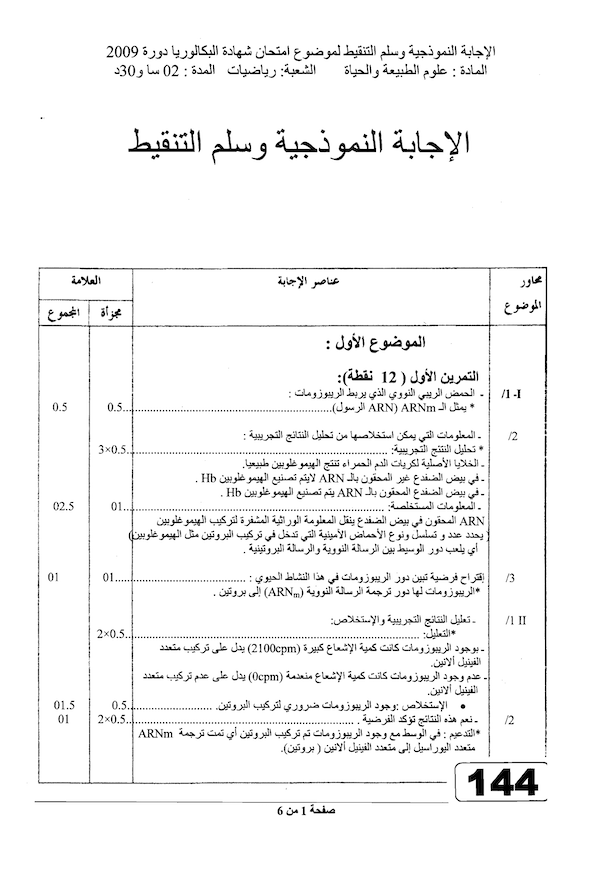 الإجابة النموذجية وسلم التنقيط لموضوع امتحان شهادة البكالوريا دورة 2009
المادة : علوم الطبيعة والحياة الشعبة: رياضيات المدة : 02 سا و30د
الإجابة النموذجية وسلم التنقيط
محاور الموضوع عناصر الإجابة العلامة
مجزأة المجموع
الموضوع الأول :
التمرين الأول ( 12 نقطة):
I- 1/ - الحمض الريبي النووي الذي يربط الريبوزومات :
* يمثل الـ ARNm (ARN الرسول)............ 0.5 0.5
2/ - المعلومات التي يمكن استخلاصها من تحليل النتائج التجريبية :
* تحليل النتتج التجريبية: ............ 0.5×3
- الخلايا الأصلية لكريات الدم الحمراء تنتج الهيموغلوبين طبيعيا.
- في بيض الضفدع غير المحقون بالـ ARN لايتم تصنيع الهيموغلوبين Hb .
- في بيض الضفدع المحقون بالـ ARN يتم تصنيع الهيموغلوبين Hb .
- المعلومات المستخلصة: ............ 01 02.5
ARN المحقون في بيض الضفدع ينقل المعلومة الوراثية المشفرة لتركيب الهيموغلوبين
( يحدد عدد و تسلسل ونوع الأحماض الأمينية التي تدخل في تركيب البروتين مثل الهيموغلوبين)
أي يلعب دور الوسيط بين الرسالة النووية والرسالة البروتينية .
3/ إقتراح فرضية تبين دور الريبوزومات في هذا النشاط الحيوي : ............ 01 01
*الريبوزومات لها دور ترجمة الرسالة النووية (ARNm) إلى بروتين .
II 1/ - تعليل النتائج التجريبية والإستخلاص:
*التعليل: ............ 0.5×2
- بوجود الريبوزومات كانت كمية الإشعاع كبيرة (2100cpm) يدل على تركيب متعدد
الفينيل ألانين.
- عدم وجود الريبوزومات كانت كمية الإشعاع منعدمة (0cpm) يدل على عدم تركيب متعدد
الفينيل ألانين.
• الإستخلاص :وجود الريبوزومات ضروري لتركيب البروتين. ............ 0.5 01.5
2/ - نعم هذه النتائج تؤكد الفرضية . ............ 0.5×2 01
*التدعيم : في الوسط مع وجود الريبوزومات تم تركيب البروتين أي تمت ترجمة ARNm
متعدد اليوراسيل إلى متعدد الفينيل ألانين ( بروتين).
144
صفحة 1 من 6